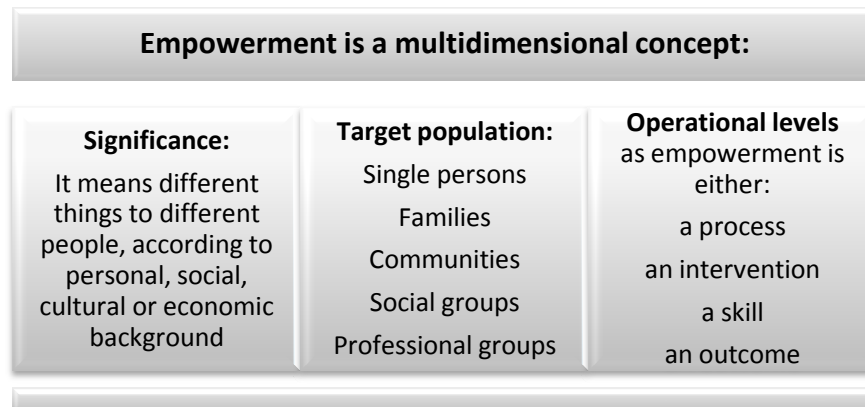 Empowerment is a multidimensional concept:
Significance:
It means different
things to different
people, according to
personal, social,
cultural or economic
background
Target population:
Single persons
Families
Communities
Social groups
Professional groups
Operational levels
as empowerment is
either:
a process
an intervention
a skill
an outcome